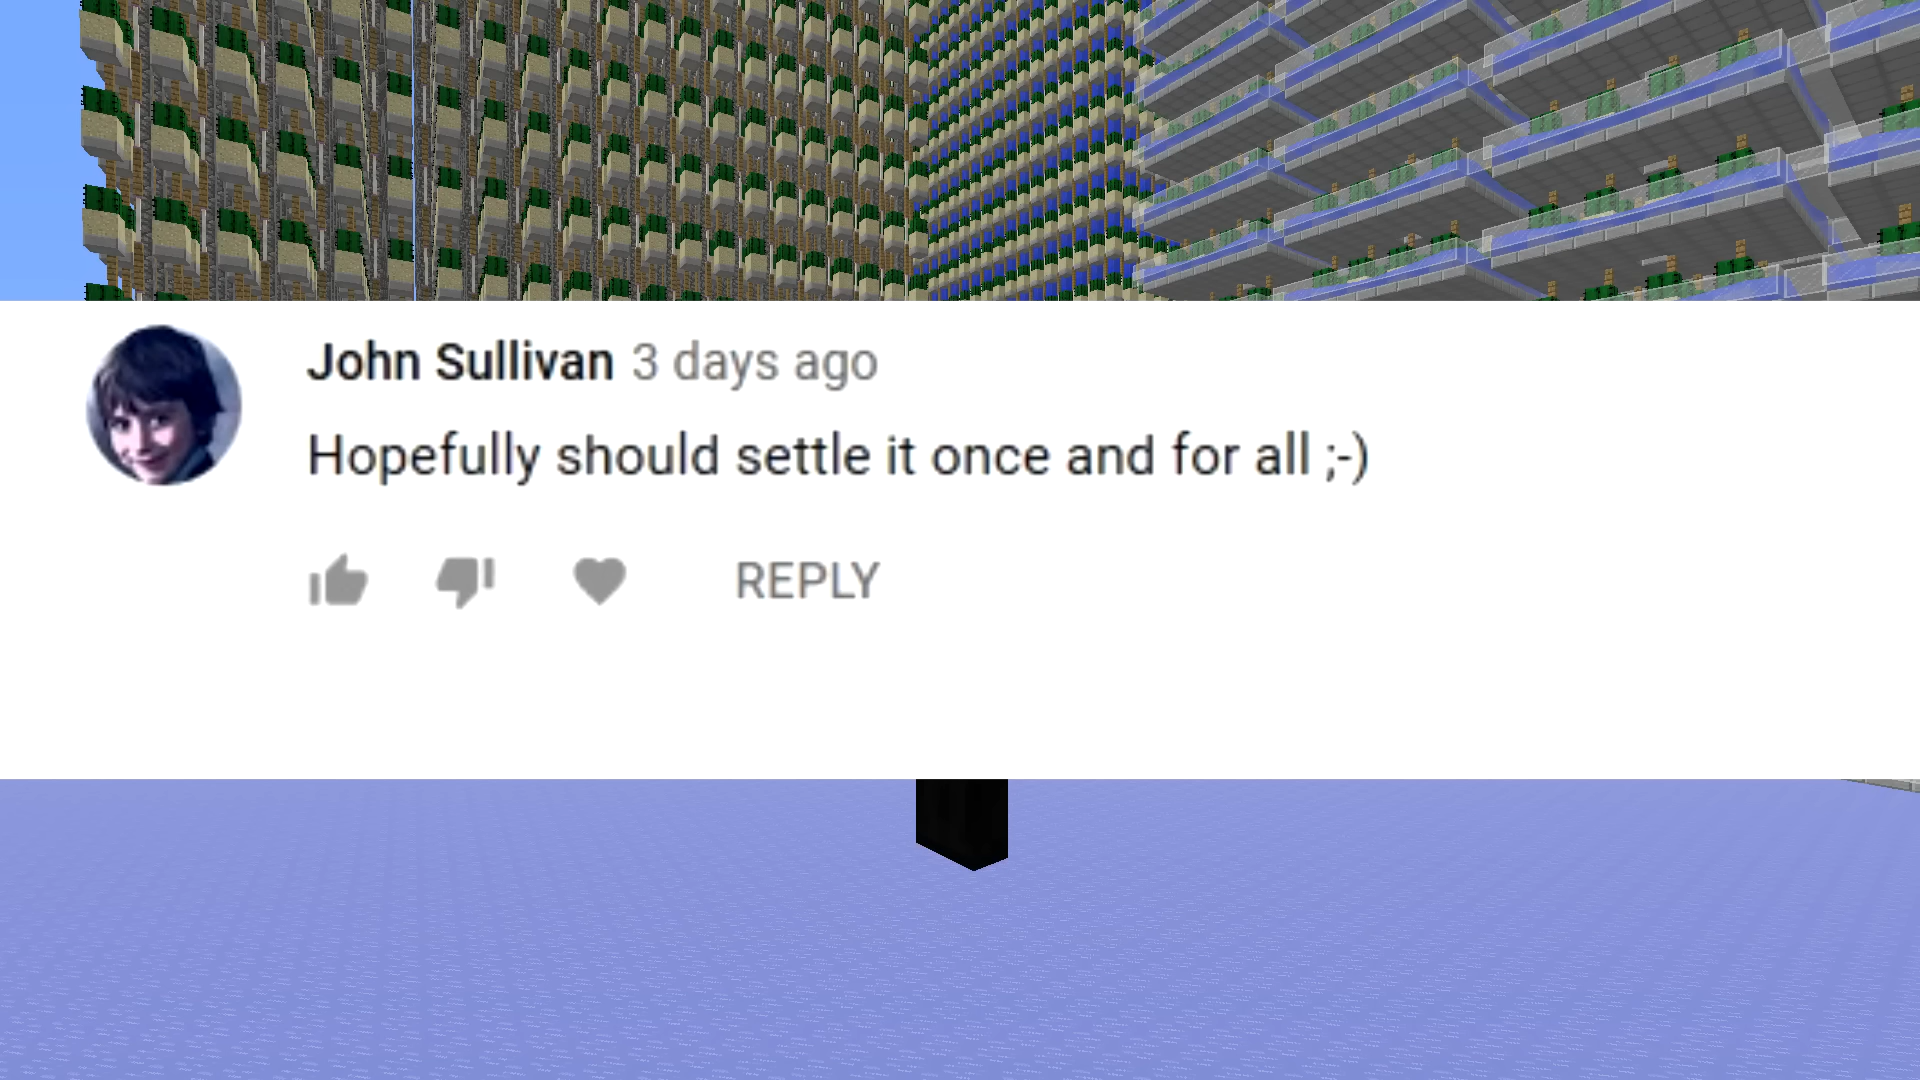 John Sullivan 3 days ago
Hopefully should settle it once and for all ;-)
REPLY